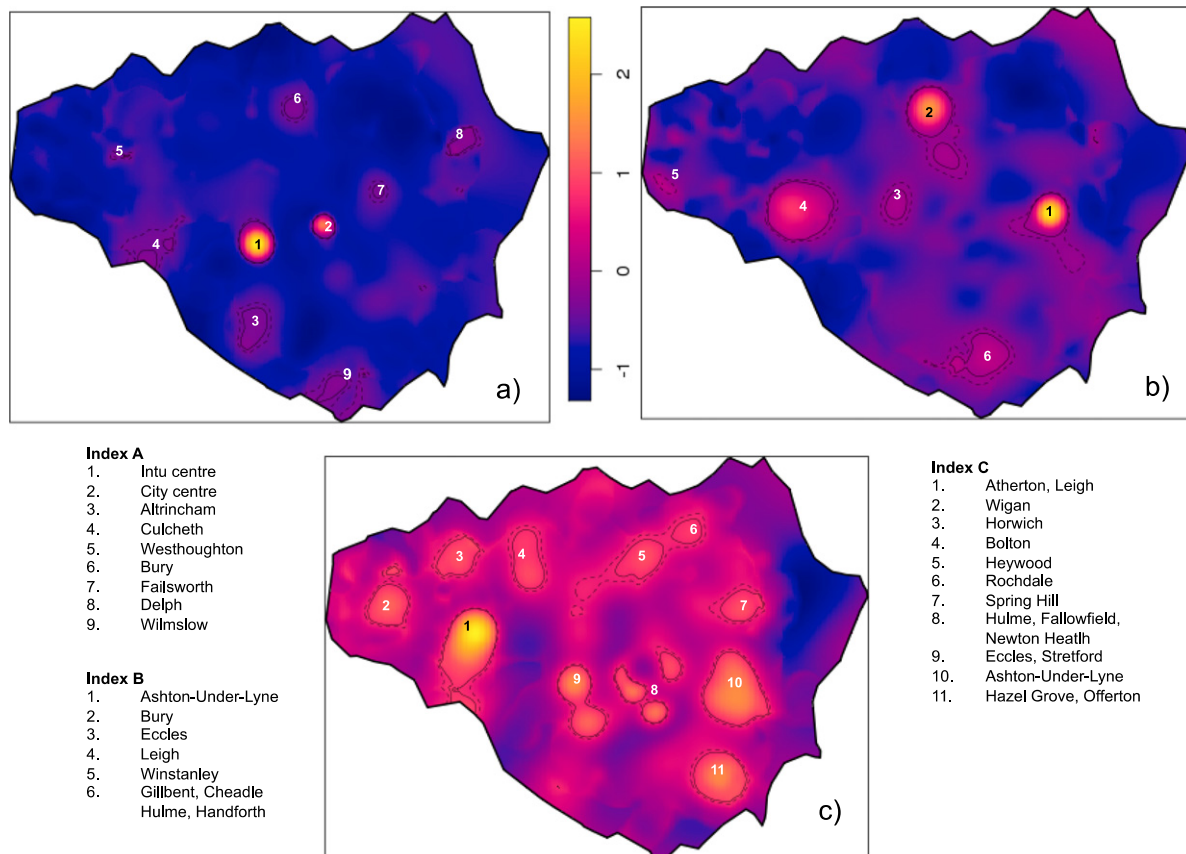 6
8
5
7
2
1
4
3
9
a)
2
1
0
-1
2
5
3
4
1
6
b)
Index A
1. Intu centre
2. City centre
3. Altrincham
4. Culcheth
5. Westhoughton
6. Bury
7. Failsworth
8. Delph
9. Wilmslow
Index B
1. Ashton-Under-Lyne
2. Bury
3. Eccles
4. Leigh
5. Winstanley
6. Gillbent, Cheadle
Hulme, Handforth
6
3
4
5
2
7
1
9
8
10
11
c)
Index C
1. Atherton, Leigh
2. Wigan
3. Horwich
4. Bolton
5. Heywood
6. Rochdale
7. Spring Hill
8. Hulme, Fallowfield,
Newton Heatlh
9. Eccles, Stretford
10. Ashton-Under-Lyne
11. Hazel Grove, Offerton